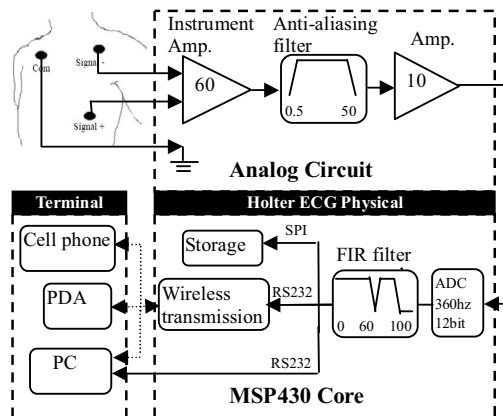 Instrument
Amp.
Anti-aliasing
filter
Amp.
Com
Signal -
Signal +
60
0.5 50
10
Analog Circuit
Terminal
Holter ECG Physical
Cell phone
PDA
PC
Storage
SPI
Wireless
transmission
RS232
RS232
FIR filter
0 60 100
ADC
360hz
12bit
MSP430 Core